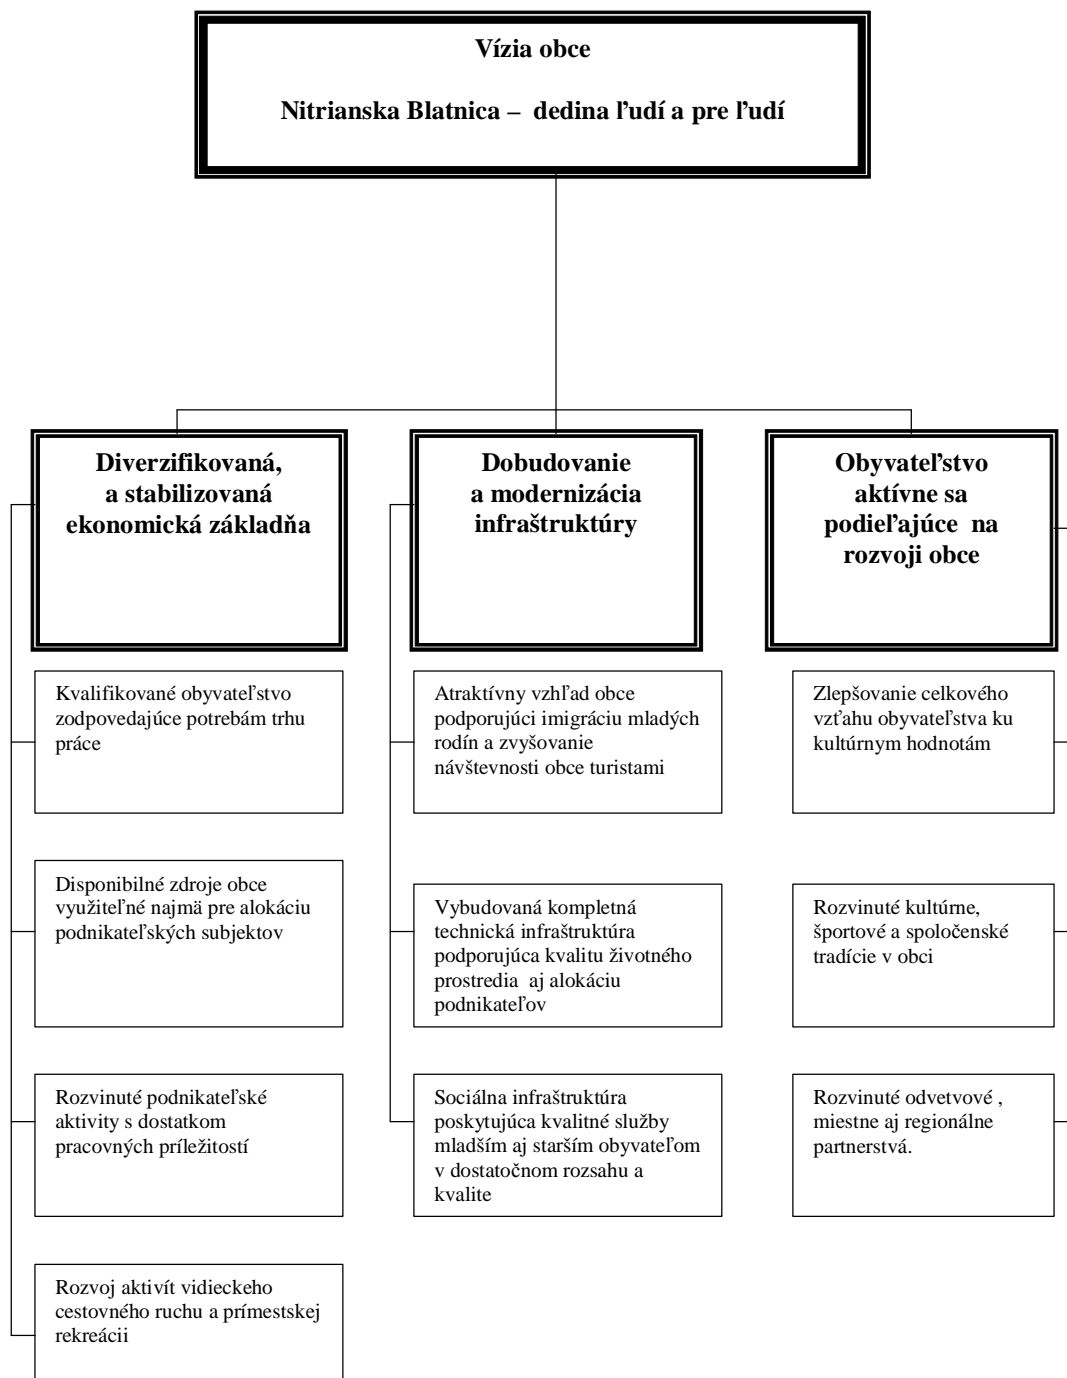 Vízia obce
Nitrianska Blatnica – dedina ľudí a pre ľudí
Diverzifikovaná,
a stabilizovaná
ekonomická základňa
Kvalifikované obyvateľstvo
zodpovedajúce potrebám trhu
práce
Disponibilné zdroje obce
využiteľné najmä pre alokáciu
podnikateľských subjektov
Rozvinuté podnikateľské
aktivity s dostatkom
pracovných príležitostí
Rozvoj aktivít vidieckeho
cestovného ruchu a prímestskej
rekreácii
Dobudovanie
a modernizácia
infraštruktúry
Atraktívny vzhľad obce
podporujúci imigráciu mladých
rodín a zvyšovanie
návštevnosti obce turistami
Vybudovaná kompletná
technická infraštruktúra
podporujúca kvalitu životného
prostredia aj alokáciu
podnikateľov
Sociálna infraštruktúra
poskytujúca kvalitné služby
mladším aj starším obyvateľom
v dostatočnom rozsahu a
kvalite
Obyvateľstvo
aktívne sa
podieľajúce na
rozvoji obce
Zlepšovanie celkového
vzťahu obyvateľstva ku
kultúrnym hodnotám
Rozvinuté kultúrne,
športové a spoločenské
tradície v obci
Rozvinuté odvetvové ,
miestne aj regionálne
partnerstvá.